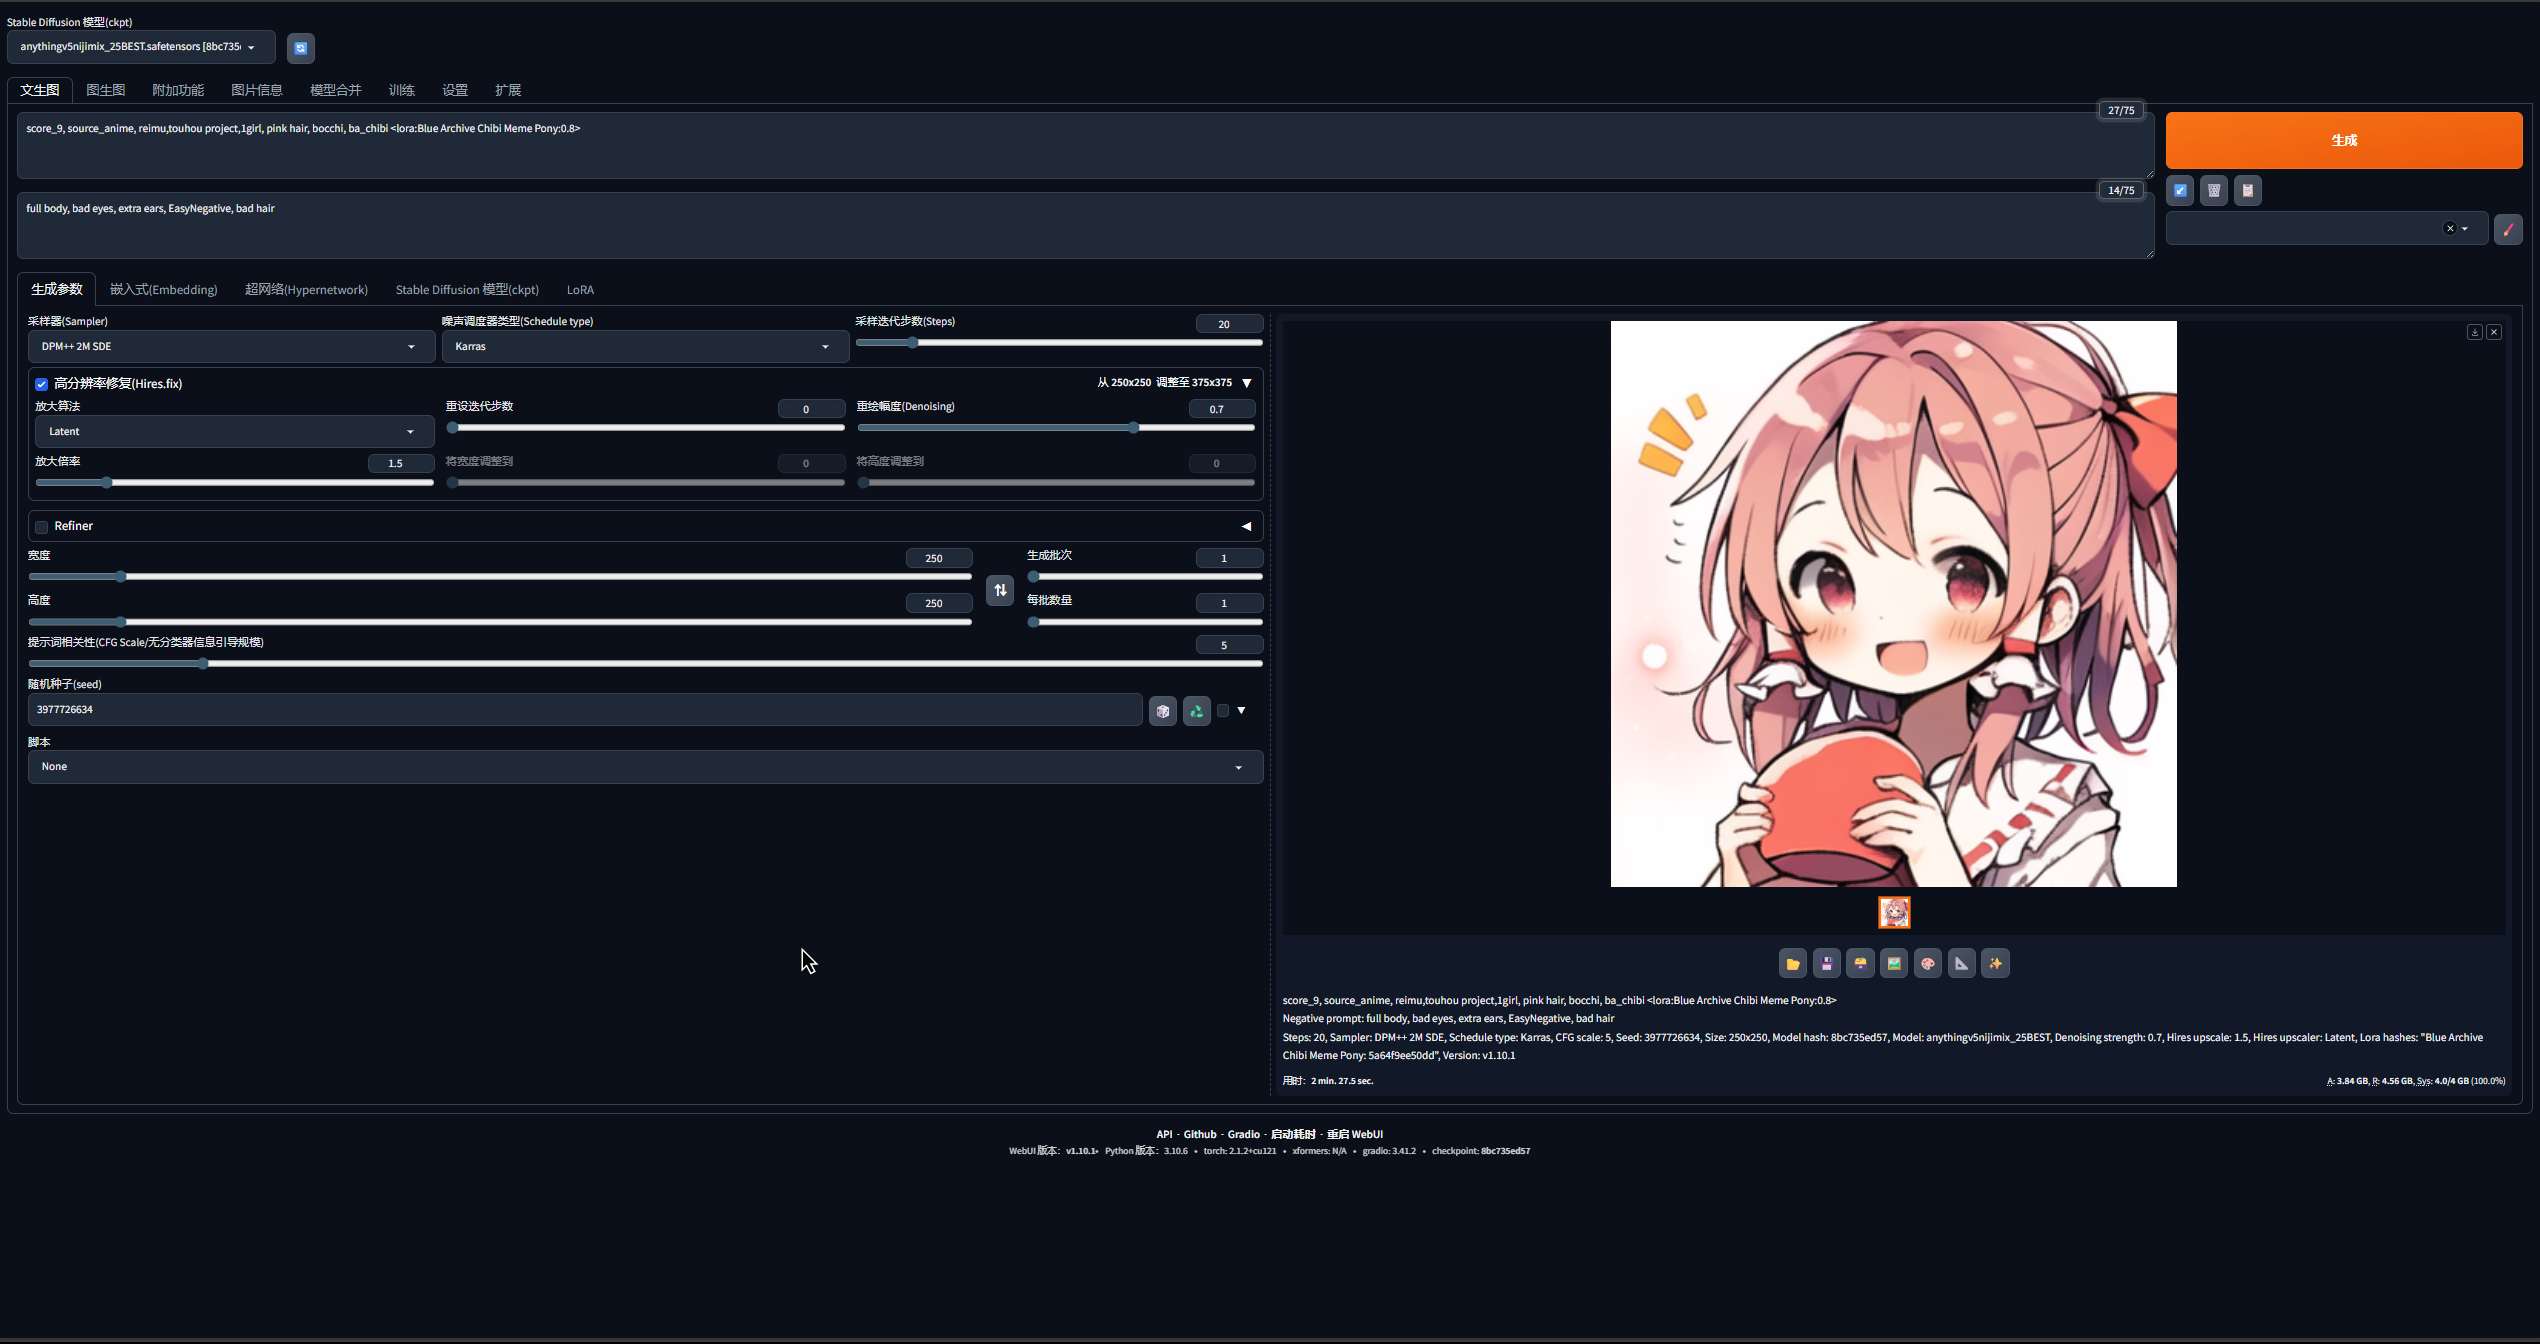 Stable Diffusion 模型(ckpt)
anythingv5nijimix_25BEST.safetensors [8bc735
文生图 图生图 附加功能 图片信息 模型合并 训练 设置 扩展
27/75
score_9, source_anime, reimu,touhou project,1girl, pink hair, bocchi, ba_chibi <lora:Blue Archive Chibi Meme Pony:0.8>
生成
14/75
full body, bad eyes, extra ears, EasyNegative, bad hair
生成参数 嵌入式(Embedding) 超网络(Hypernetwork) Stable Diffusion 模型(ckpt) LoRA
采样器(Sampler) 噪声调度器类型(Schedule type) 采样迭代步数(Steps) 20
DPM++ 2M SDE Karras
高分辨率修复(Hires.fix) 从 250x250 调整至 375x375
放大算法 重设迭代步数 0 重绘幅度(Denoising) 0.7
Latent
放大倍率 1.5 将宽度调整到 0 将高度调整到 0
Refiner
宽度 250 生成批次 1
高度 250 每批数量 1
提示词相关性(CFG Scale/无分类器信息引导规模) 5
随机种子(seed)
3977726634
脚本
None
score_9, source_anime, reimu,touhou project,1girl, pink hair, bocchi, ba_chibi <lora:Blue Archive Chibi Meme Pony:0.8>
Negative prompt: full body, bad eyes, extra ears, EasyNegative, bad hair
Steps: 20, Sampler: DPM++ 2M SDE, Schedule type: Karras, CFG scale: 5, Seed: 3977726634, Size: 250x250, Model hash: 8bc735ed57, Model: anythingv5nijimix_25BEST, Denoising strength: 0.7, Hires upscale: 1.5, Hires upscaler: Latent, Lora hashes: "Blue Archive
Chibi Meme Pony: 5a64f9ee50dd", Version: v1.10.1
用时: 2 min. 27.5 sec. A: 3.84 GB, R: 4.56 GB, Sys: 4.0/4 GB (100.0%)
API · Github · Gradio · 启动耗时 · 重启 WebUI
WebUI 版本: v1.10.1• Python 版本: 3.10.6 • torch: 2.1.2+cu121 • xformers: N/A • gradio: 3.41.2 • checkpoint: 8bc735ed57